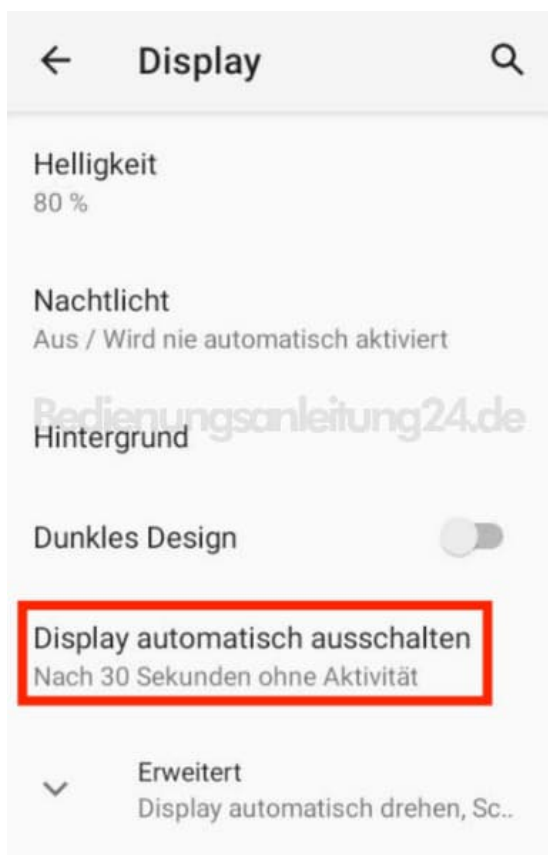 Display
Helligkeit
80 %
Nachtlicht
Aus / Wird nie automatisch aktiviert
Bedienungsanleitung24.de
Hintergrund
Dunkles Design
Display automatisch ausschalten
Nach 30 Sekunden ohne Aktivität
Erweitert
Display automatisch drehen, Sc..